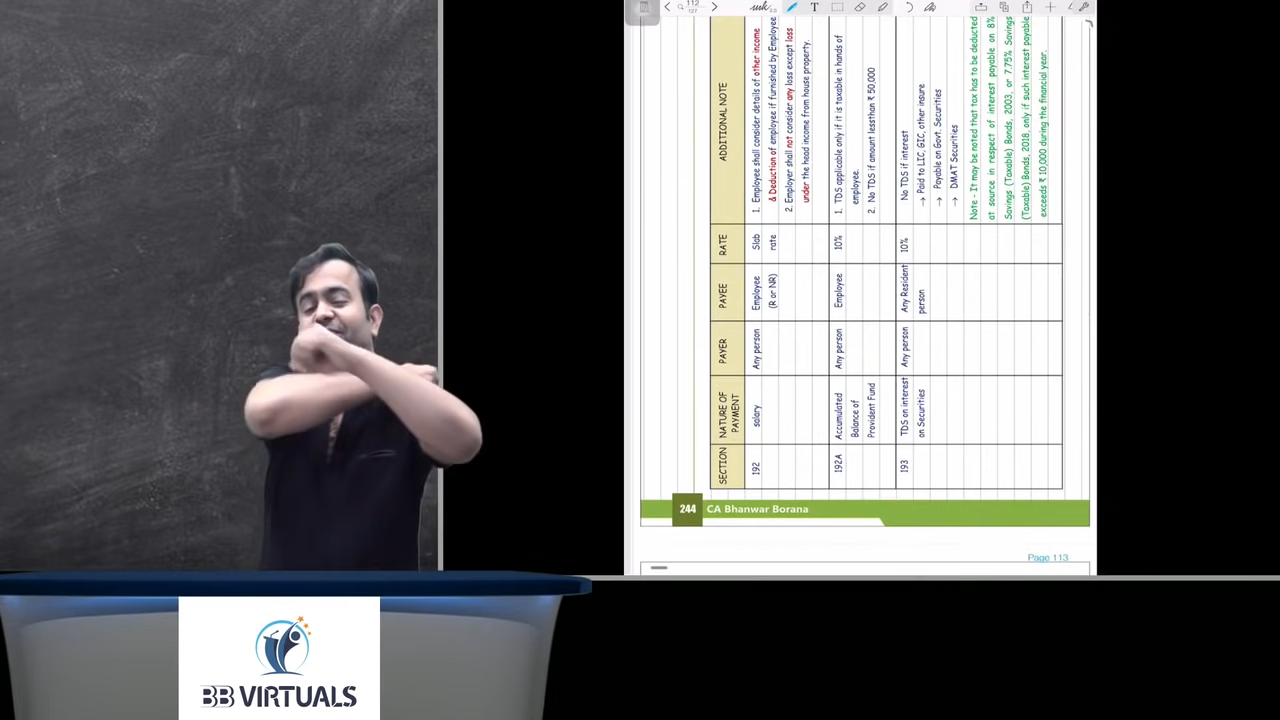 112
127
T
SECTION
NATURE OF
PAYMENT
PAYER
PAYEE
RATE
ADDITIONAL NOTE
192
salary
Any person
Employee
(R or NR)
Slab
rate
1. Employee shall consider details of other income
& Deduction of employee if furnished by Employee
2. Employer shall not consider any loss except loss
under the head income from house property.
192A
Accumulated
Balance of
Provident Fund
Any person
Employee
10%
1. TDS applicable only if it is taxable in hands of
employee.
2. No TDS if amount lessthan ₹ 50,000
193
TDS on interest
on Securities
Any person
Any Resident
person
10%
No TDS if interest
→ Paid to LIC, GIC, other insure
→ Payable on Govt. Securities
→ DMAT Securities
Note - It may be noted that tax has to be deducted
at source in respect of interest payable on 8%
Savings (Taxable) Bonds, 2003, or 7.75% Savings
(Taxable) Bonds, 2018, only if such interest payable
exceeds ₹ 10,000 during the financial year.
244 CA Bhanwar Borana
Page 113
BB VIRTUALS